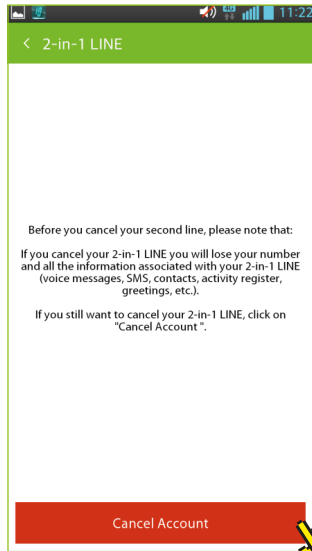 4G 11:22
< 2-in-1 LINE
Before you cancel your second line, please note that:
If you cancel your 2-in-1 LINE you will lose your number
and all the information associated with your 2-in-1 LINE
(voice messages, SMS, contacts, activity register,
greetings, etc.).
If you still want to cancel your 2-in-1 LINE, click on
"Cancel Account ".
Cancel Account